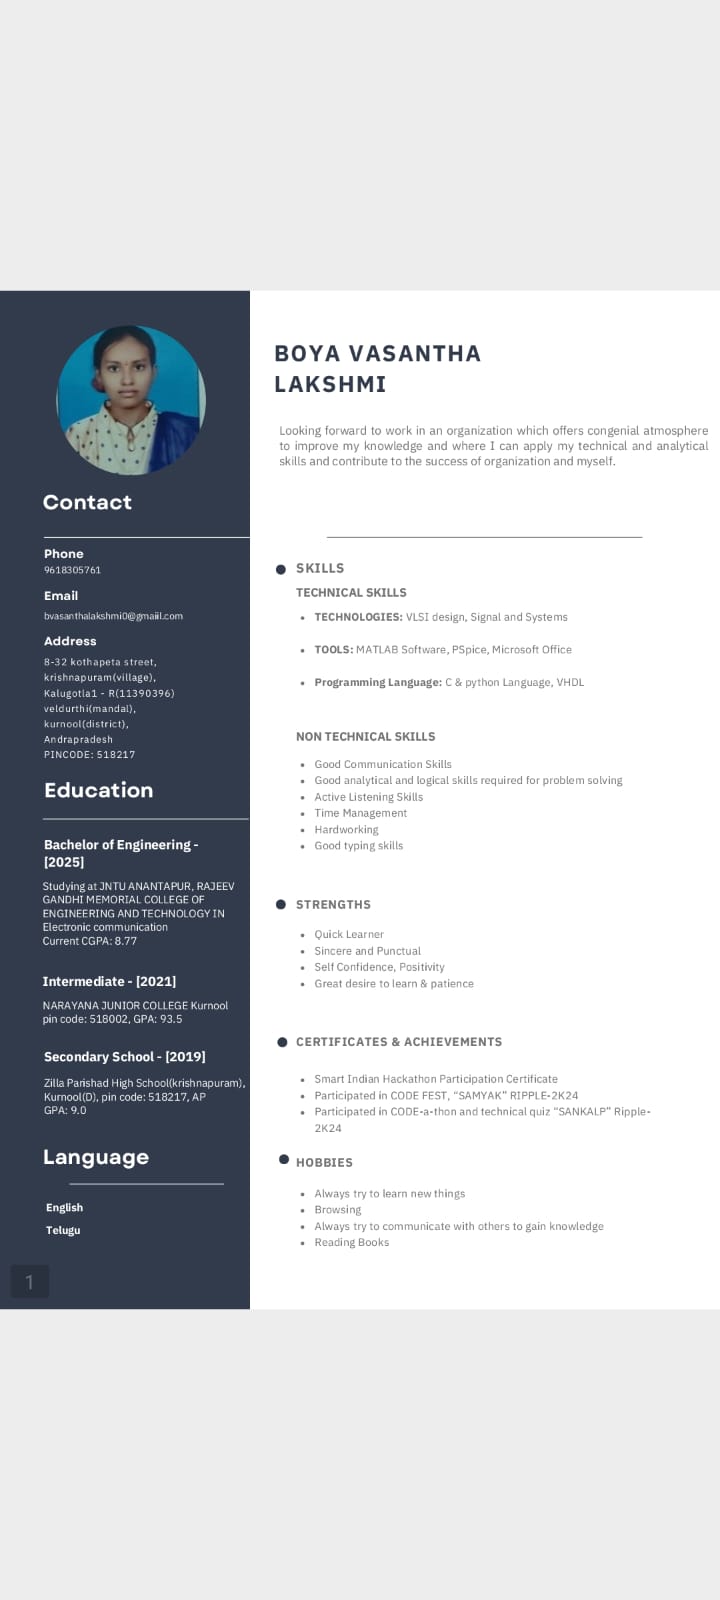 BOYA VASANTHA
LAKSHMI
Looking forward to work in an organization which offers congenial atmosphere
to improve my knowledge and where I can apply my technical and analytical
skills and contribute to the success of organization and myself.
Contact
Phone
9618305761
Email
bvasanthalakshmi0@gmaiil.com
Address
8-32 kothapeta street,
krishnapuram(village),
Kalugotla1 - R(11390396)
veldurthi(mandal),
kurnool(district),
Andrapradesh
PINCODE: 518217
Education
Bachelor of Engineering -
[2025]
Studying at JNTU ANANTAPUR, RAJEEV
GANDHI MEMORIAL COLLEGE OF
ENGINEERING AND TECHNOLOGY IN
Electronic communication
Current CGPA: 8.77
Intermediate - [2021]
NARAYANA JUNIOR COLLEGE Kurnool
pin code: 518002, GPA: 93.5
Secondary School - [2019]
Zilla Parishad High School(krishnapuram),
Kurnool(D), pin code: 518217, AP
GPA: 9.0
Language
English
Telugu
1
SKILLS
TECHNICAL SKILLS
• TECHNOLOGIES: VLSI design, Signal and Systems
• TOOLS: MATLAB Software, PSpice, Microsoft Office
• Programming Language: C & python Language, VHDL
NON TECHNICAL SKILLS
• Good Communication Skills
• Good analytical and logical skills required for problem solving
• Active Listening Skills
• Time Management
• Hardworking
• Good typing skills
STRENGTHS
• Quick Learner
• Sincere and Punctual
• Self Confidence, Positivity
• Great desire to learn & patience
CERTIFICATES & ACHIEVEMENTS
• Smart Indian Hackathon Participation Certificate
• Participated in CODE FEST, “SAMYAK” RIPPLE-2K24
• Participated in CODE-a-thon and technical quiz “SANKALP” Ripple-
2K24
HOBBIES
• Always try to learn new things
• Browsing
• Always try to communicate with others to gain knowledge
• Reading Books